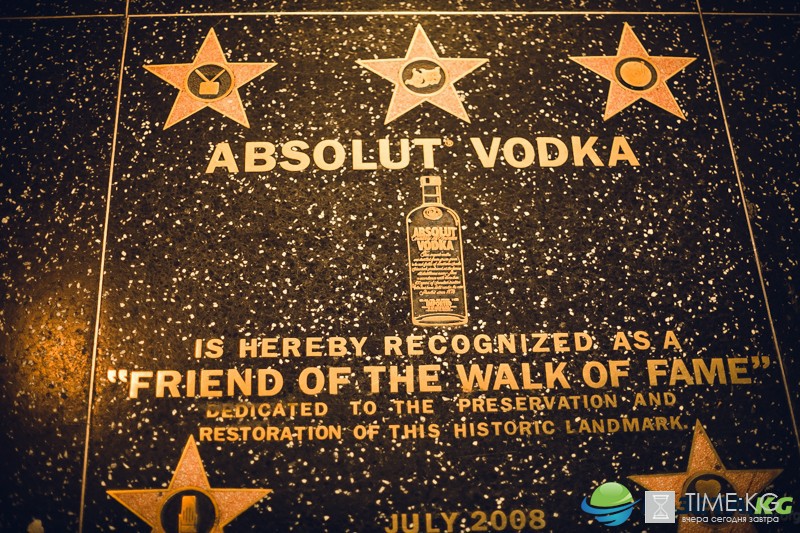 ABSOLUT® VODKA
ABSOLUT
VODKA
IS HEREBY RECOGNIZED AS A
"FRIEND OF THE WALK OF FAME"
DEDICATED TO THE PRESERVATION AND
RESTORATION OF THIS HISTORIC LANDMARK.
JULY 2008
TIME.KG
вчера сегодня завтра
KG